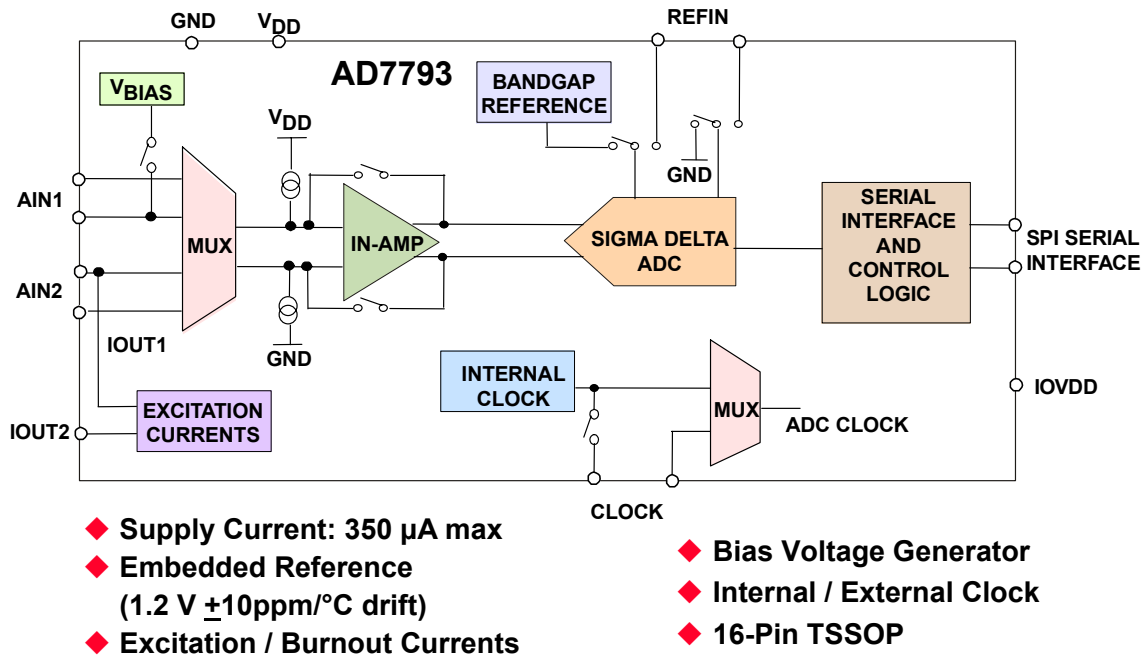 GND
VDD
REFIN
AD7793
VBIAS
BANDGAP
REFERENCE
VDD
GND
AIN1
MUX
IN-AMP
SIGMA DELTA
ADC
SERIAL
INTERFACE
AND
CONTROL
LOGIC
SPI SERIAL
INTERFACE
AIN2
IOUT1
GND
INTERNAL
CLOCK
MUX
ADC CLOCK
IOVDD
EXCITATION
CURRENTS
IOUT2
CLOCK
◆ Supply Current: 350 µA max
◆ Embedded Reference
(1.2 V ±10ppm/°C drift)
◆ Excitation / Burnout Currents
◆ Bias Voltage Generator
◆ Internal / External Clock
◆ 16-Pin TSSOP